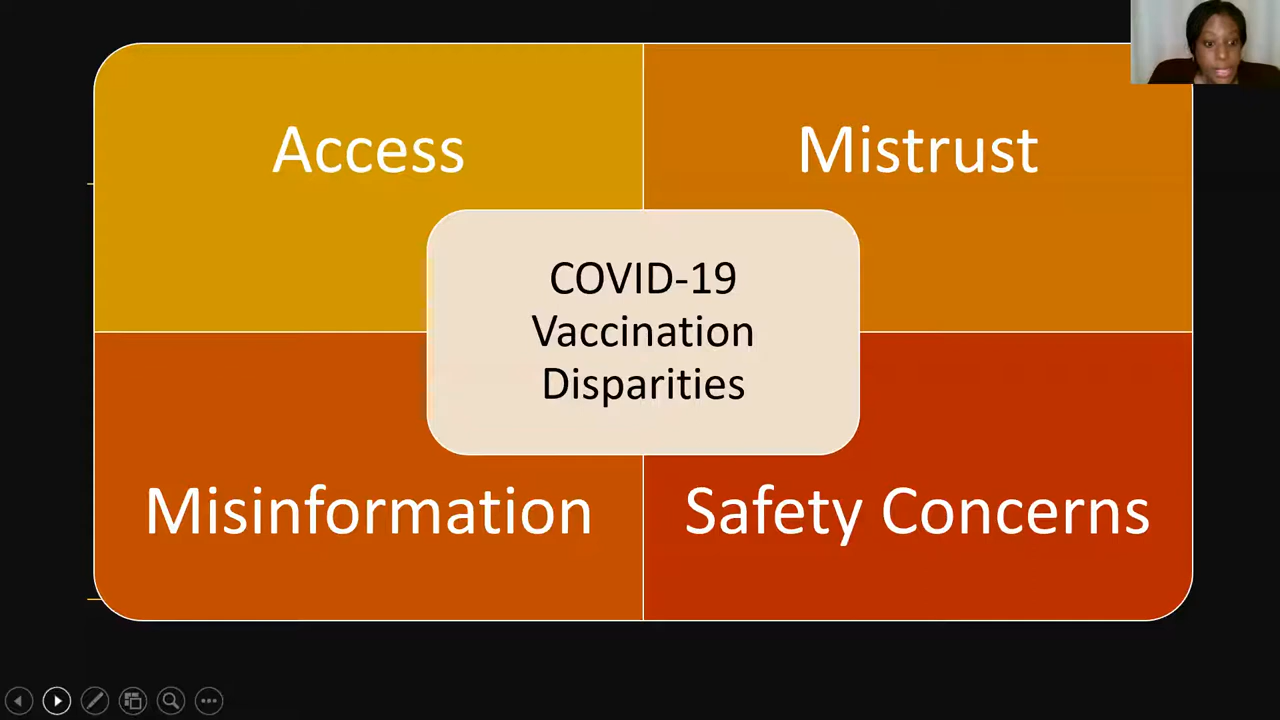 Access
Mistrust
COVID-19
Vaccination
Disparities
Misinformation
Safety Concerns